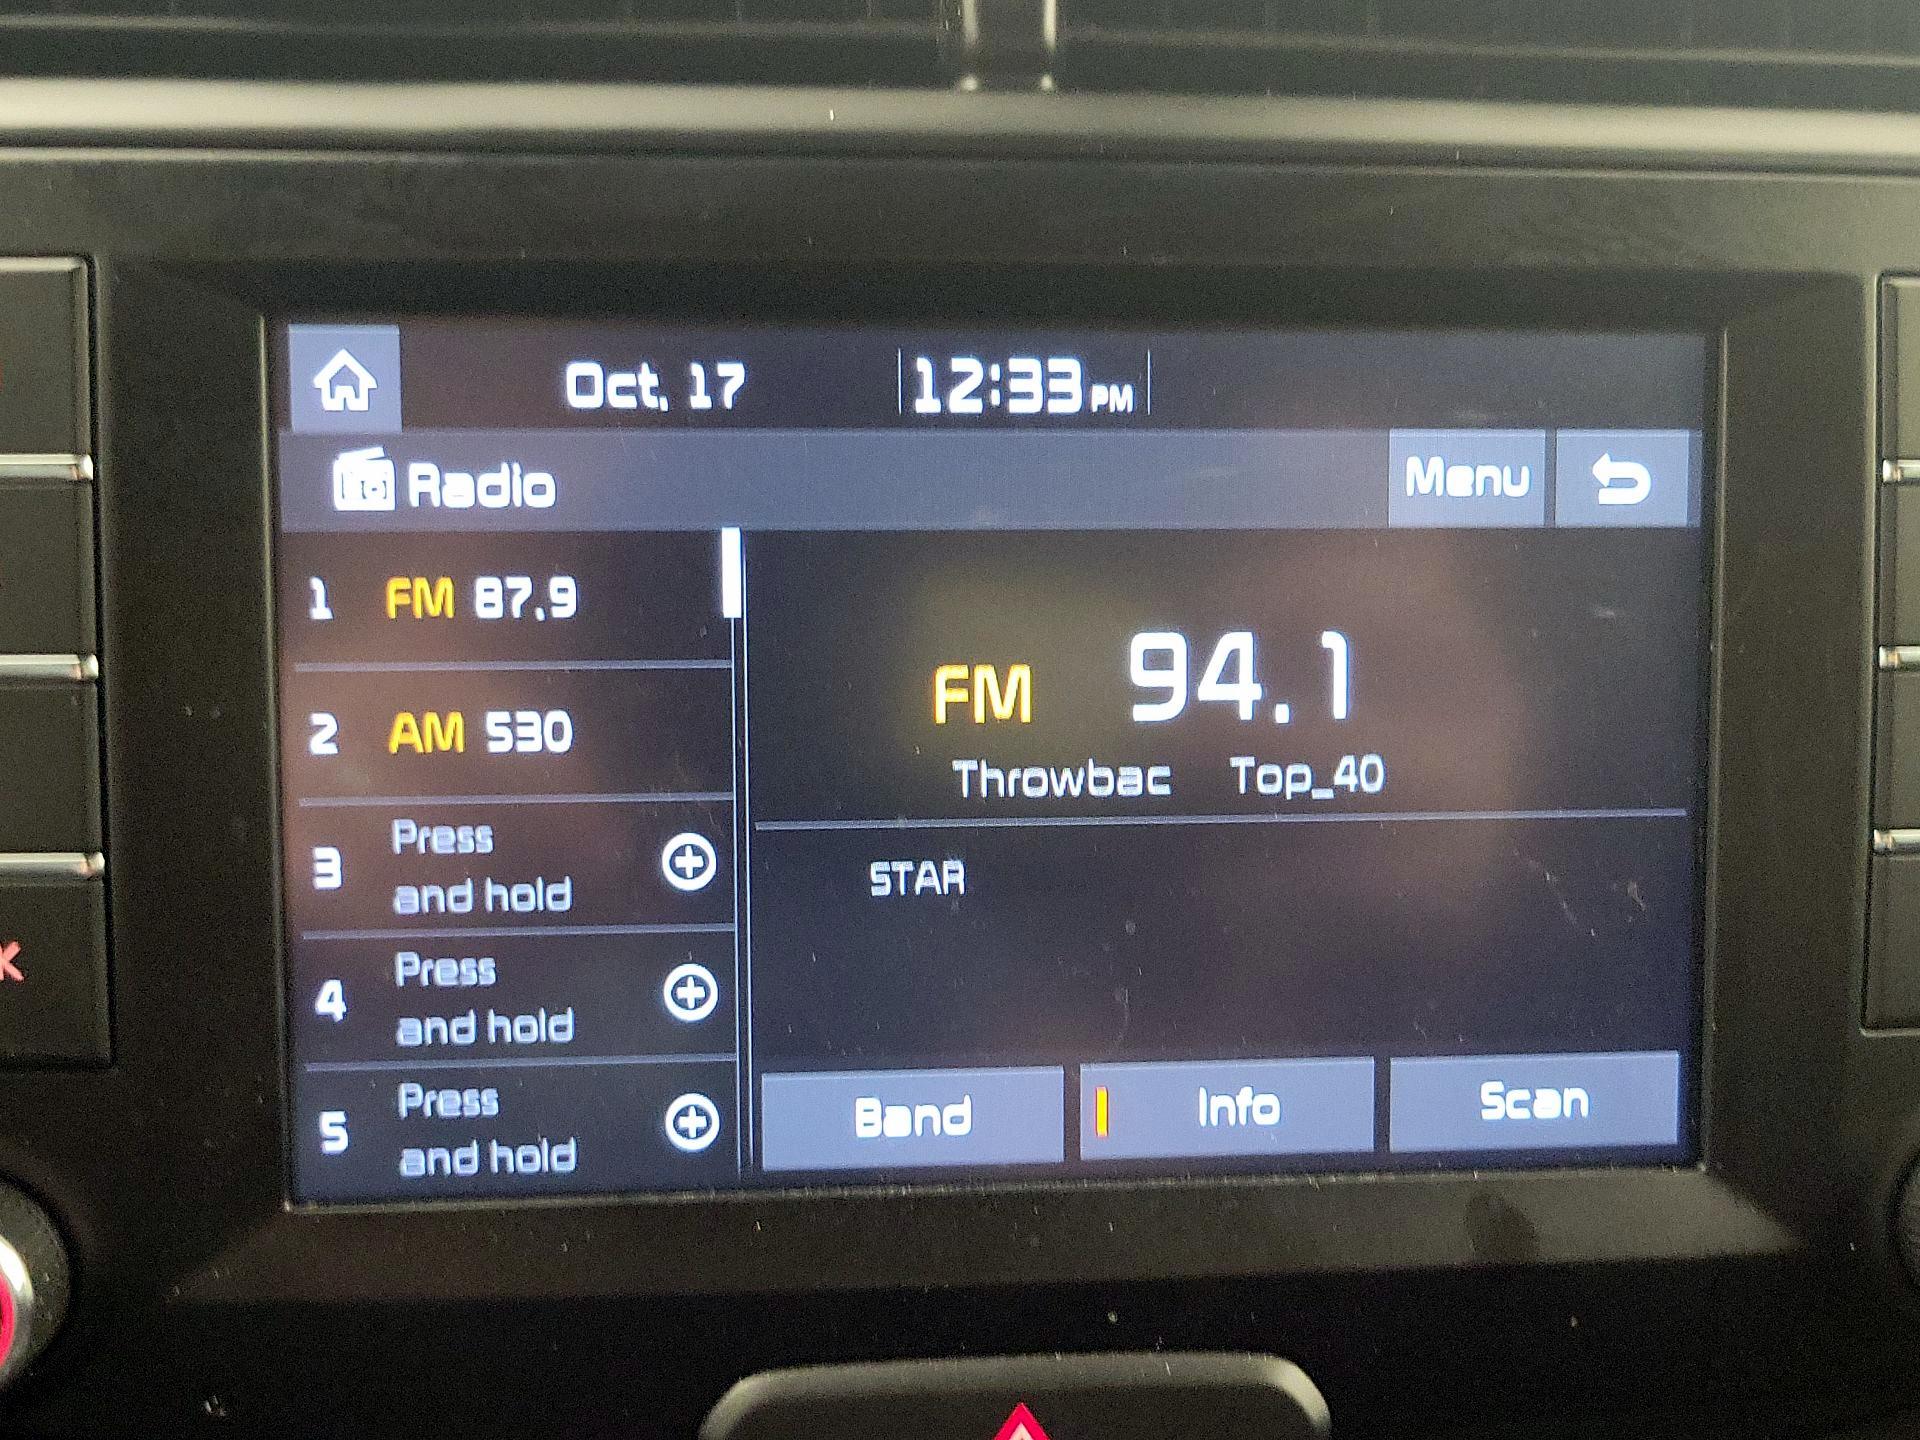 Oct, 17
12:33 PM
Radio
Menu
1 FM 87.9
2 AM 530
3 Press
and hold
4 Press
and hold
5 Press
and hold
FM 94.1
Throwbac Top_40
STAR
Band
Info
Scan
K